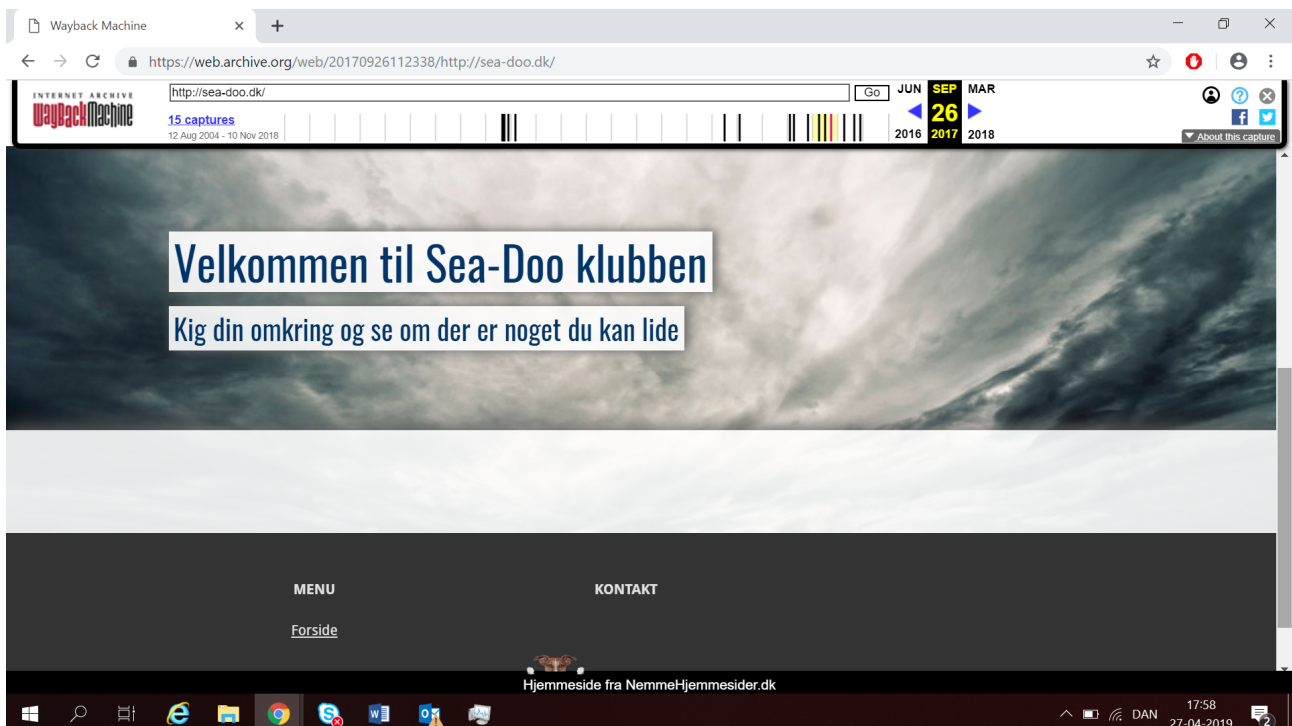 Wayback Machine
https://web.archive.org/web/20170926112338/http://sea-doo.dk/
INTERNET ARCHIVE
WayBackMachine
http://sea-doo.dk/
Go
JUN SEP MAR
15 captures
26
12 Aug 2004 - 10 Nov 2018
2016 2017 2018
About this capture
Velkommen til Sea-Doo klubben
Kig din omkring og se om der er noget du kan lide
MENU
KONTAKT
Forside
Hjemmeside fra NemmeHjemmesider.dk
DAN
17:58
27-04-2019
2